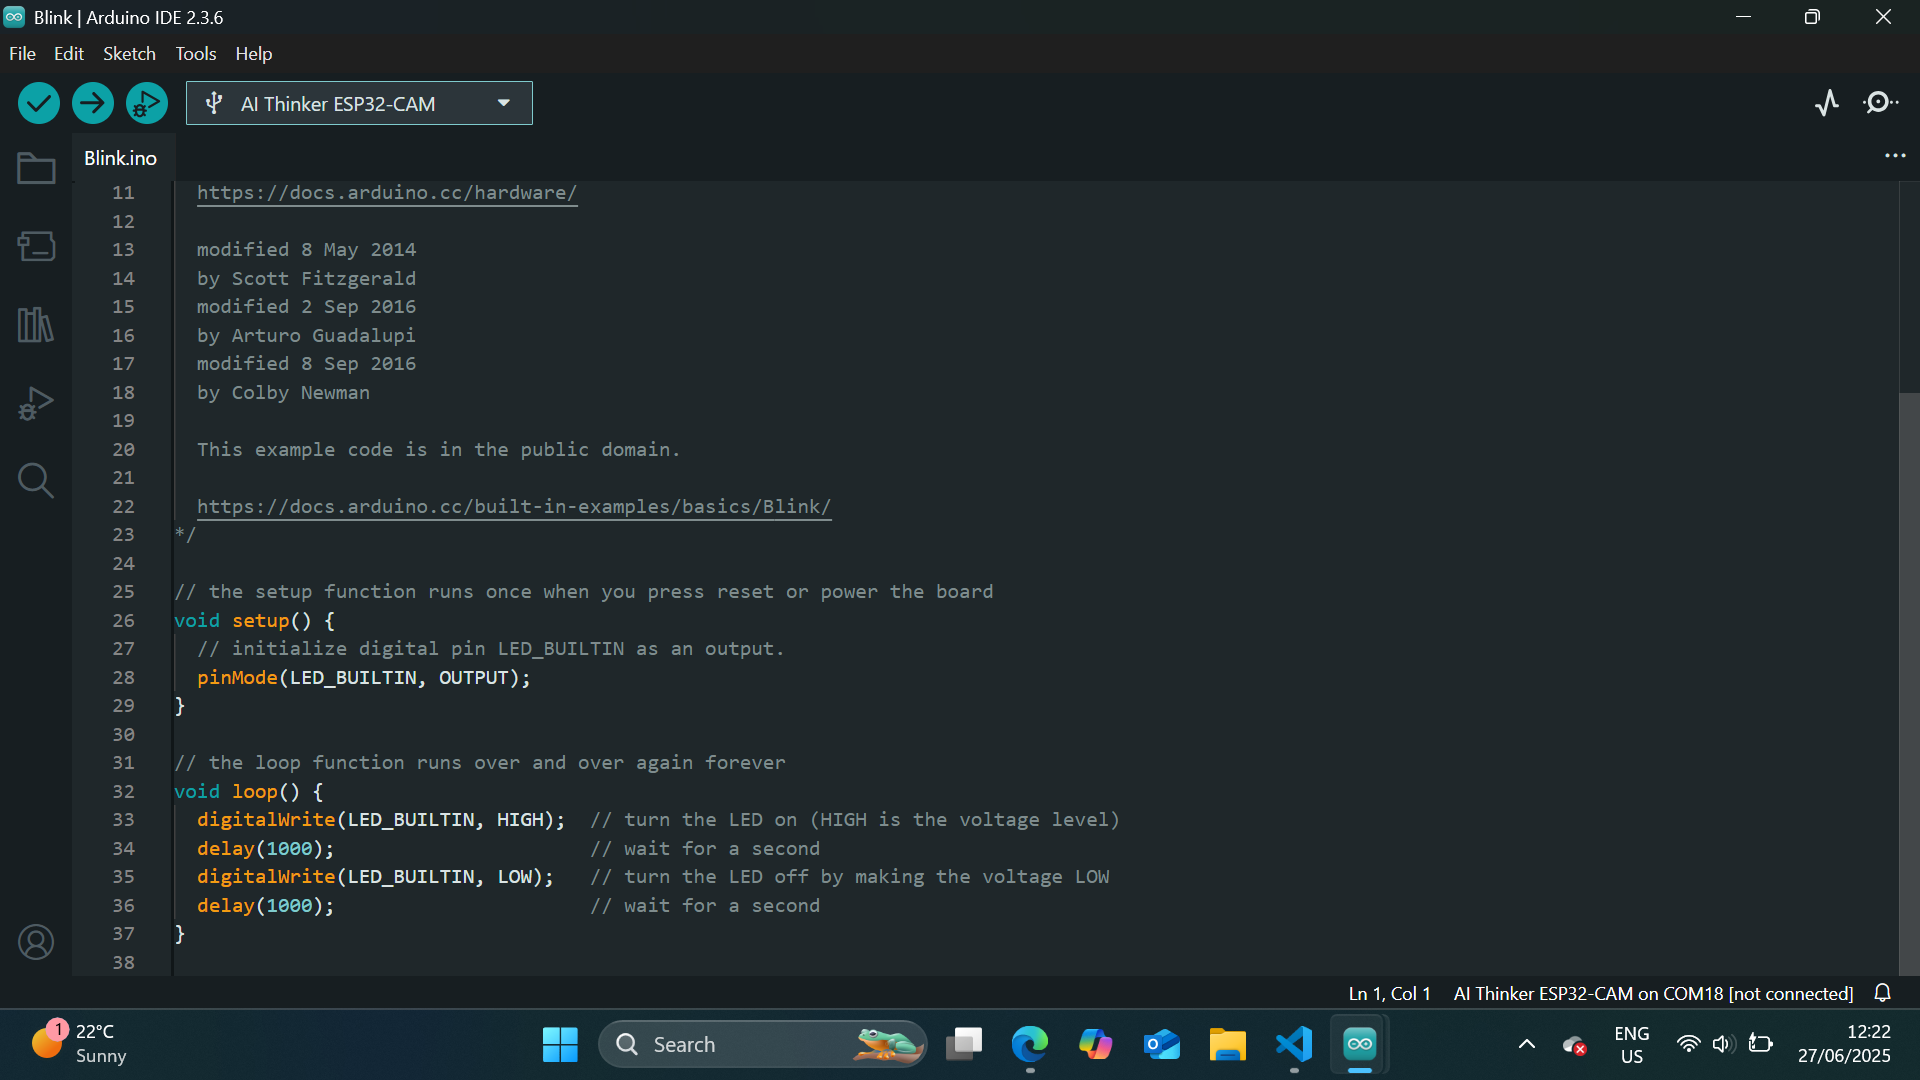 Blink | Arduino IDE 2.3.6
File Edit Sketch Tools Help
AI Thinker ESP32-CAM
Blink.ino
11 https://docs.arduino.cc/hardware/
12
13 modified 8 May 2014
14 by Scott Fitzgerald
15 modified 2 Sep 2016
16 by Arturo Guadalupi
17 modified 8 Sep 2016
18 by Colby Newman
19
20 This example code is in the public domain.
21
22 https://docs.arduino.cc/built-in-examples/basics/Blink/
23 */
24
25 // the setup function runs once when you press reset or power the board
26 void setup() {
27 // initialize digital pin LED_BUILTIN as an output.
28 pinMode(LED_BUILTIN, OUTPUT);
29 }
30
31 // the loop function runs over and over again forever
32 void loop() {
33 digitalWrite(LED_BUILTIN, HIGH); // turn the LED on (HIGH is the voltage level)
34 delay(1000); // wait for a second
35 digitalWrite(LED_BUILTIN, LOW); // turn the LED off by making the voltage LOW
36 delay(1000); // wait for a second
37 }
38
Ln 1, Col 1 AI Thinker ESP32-CAM on COM18 [not connected]
1 22°C
Sunny
Search
ENG
US
12:22
27/06/2025